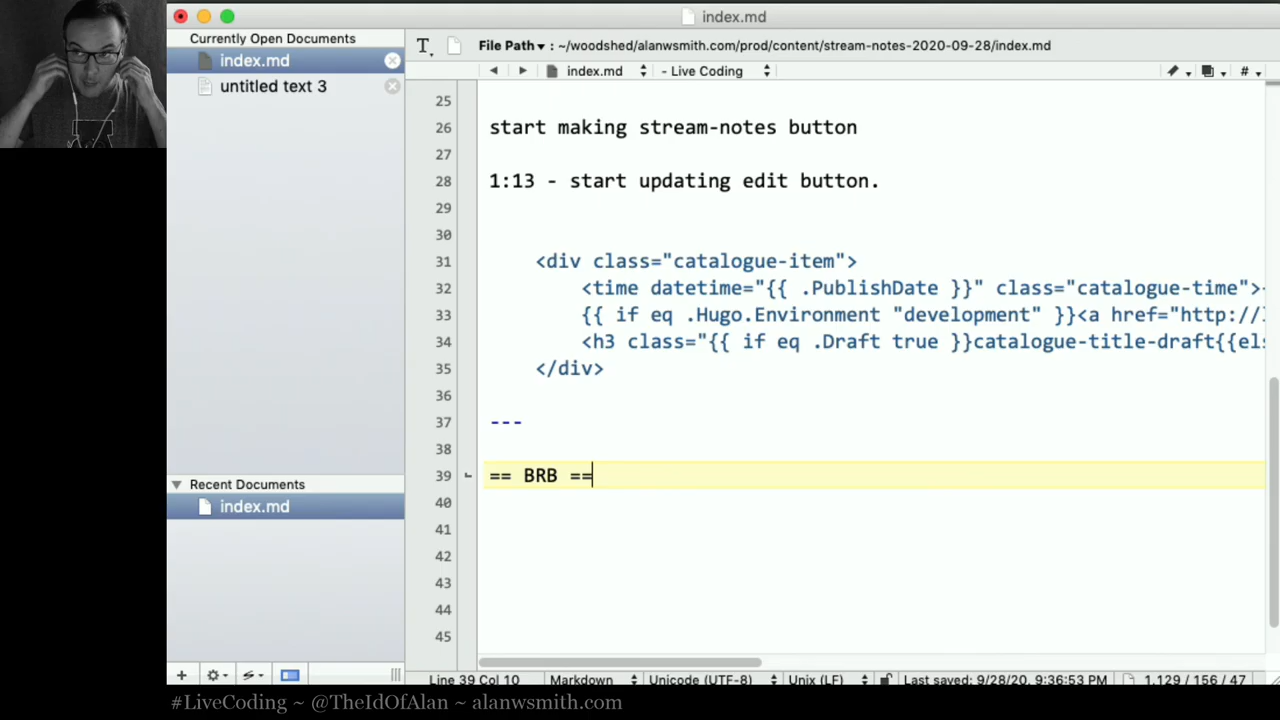 index.md
Currently Open Documents
index.md
untitled text 3
Recent Documents
index.md
File Path : ~/woodshed/alanwsmith.com/prod/content/stream-notes-2020-09-28/index.md
index.md - Live Coding #
25
26 start making stream-notes button
27
28 1:13 - start updating edit button.
29
30
31 <div class="catalogue-item">
32 <time datetime="{{ .PublishDate }}" class="catalogue-time">
33 {{ if eq .Hugo.Environment "development" }}<a href="http://
34 <h3 class="{{ if eq .Draft true }}catalogue-title-draft{{els
35 </div>
36
37 ---
38
39 == BRB ==
40
41
42
43
44
45
Line 39 Col 10 Markdown Unicode (UTF-8) Unix (LF) Last saved: 9/28/20, 9:36:53 PM 1,129 / 156 / 47
#LiveCoding ~ @TheIdOfAlan ~ alanwsmith.com